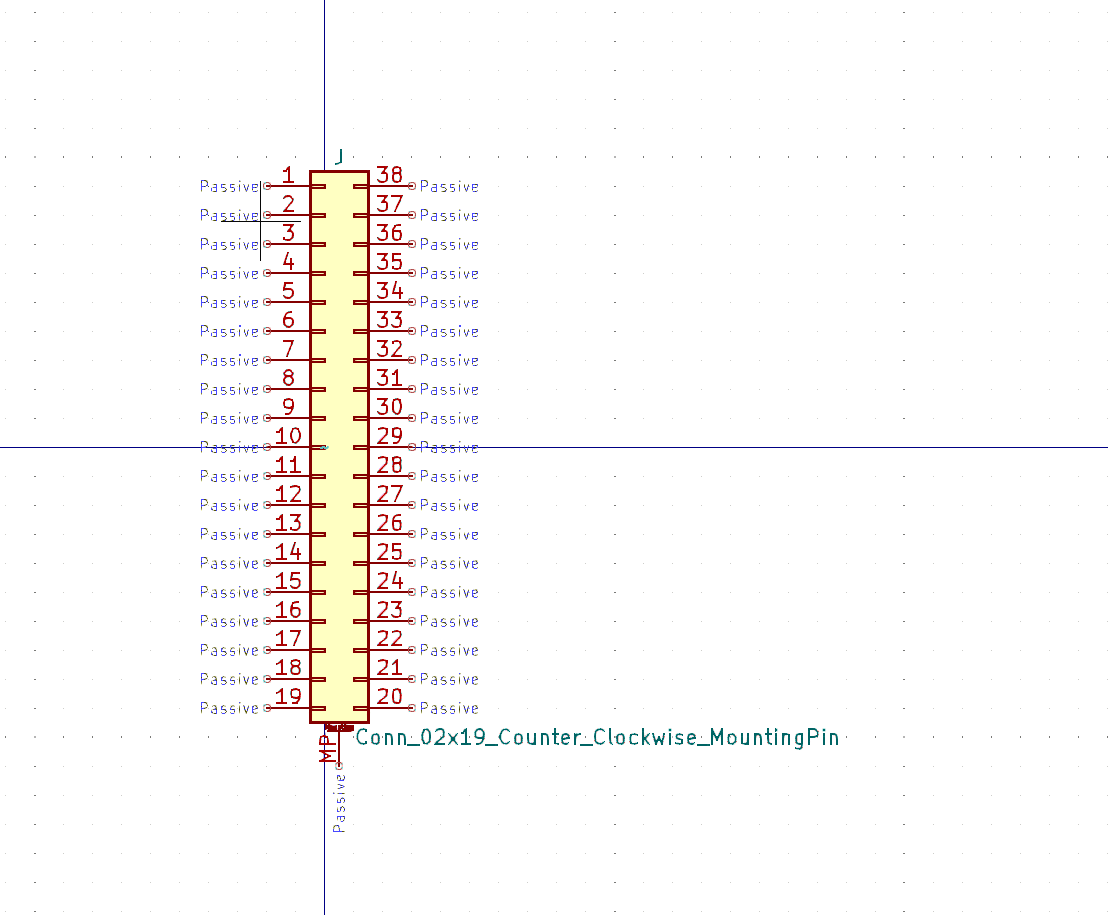 J
Passive 1 38 Passive
Passive 2 37 Passive
Passive 3 36 Passive
Passive 4 35 Passive
Passive 5 34 Passive
Passive 6 33 Passive
Passive 7 32 Passive
Passive 8 31 Passive
Passive 9 30 Passive
Passive 10 29 Passive
Passive 11 28 Passive
Passive 12 27 Passive
Passive 13 26 Passive
Passive 14 25 Passive
Passive 15 24 Passive
Passive 16 23 Passive
Passive 17 22 Passive
Passive 18 21 Passive
Passive 19 20 Passive
MP Conn_02x19_Counter_Clockwise_MountingPin
Passive